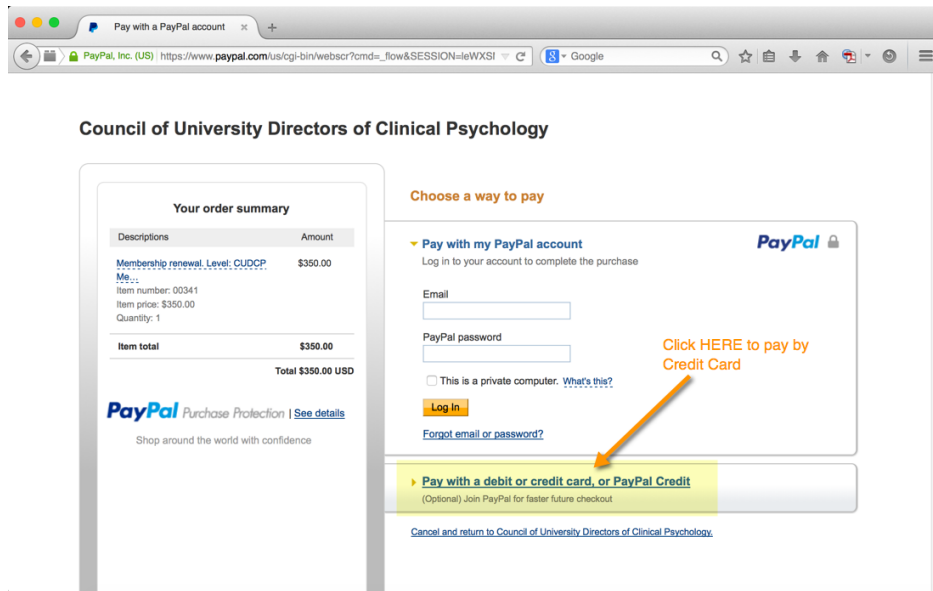 Pay with a PayPal account
PayPal, Inc. (US)
https://www.paypal.com/us/cgi-bin/webscr?cmd=_flow&SESSION=leWXSI
Google
Council of University Directors of Clinical Psychology
Your order summary
Descriptions Amount
Membership renewal. Level: CUDCP $350.00
Me...
Item number: 00341
Item price: $350.00
Quantity: 1
Item total $350.00
Total $350.00 USD
PayPal Purchase Protection | See details
Shop around the world with confidence
Choose a way to pay
Pay with my PayPal account
PayPal
Log in to your account to complete the purchase
Email
PayPal password
This is a private computer. What's this?
Log In
Forgot email or password?
Click HERE to pay by
Credit Card
Pay with a debit or credit card, or PayPal Credit
(Optional) Join PayPal for faster future checkout
Cancel and return to Council of University Directors of Clinical Psychology.